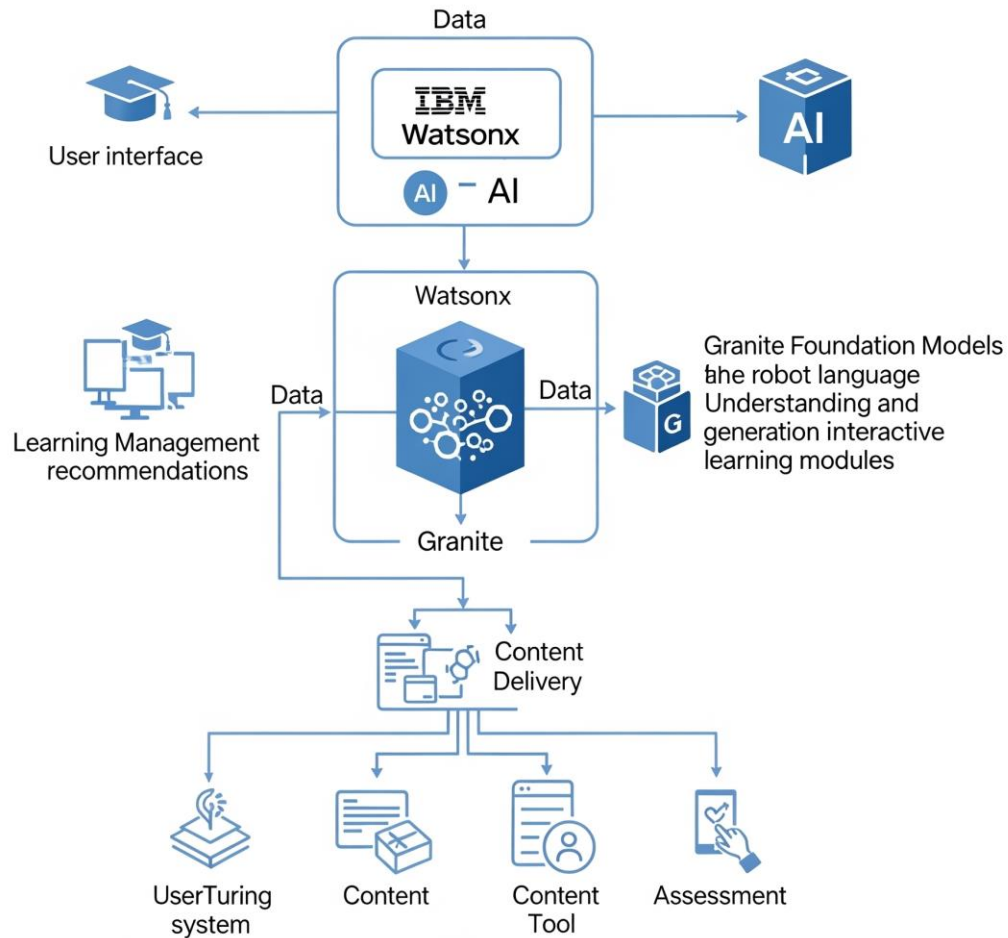 Data
IBM
Watsonx
AI – AI
AI
User interface
Watsonx
Data
Data
Granite
Learning Management
recommendations
G
Granite Foundation Models
the robot language
Understanding and
generation interactive
learning modules
Content
Delivery
UserTuring
system
Content
Content
Tool
Assessment